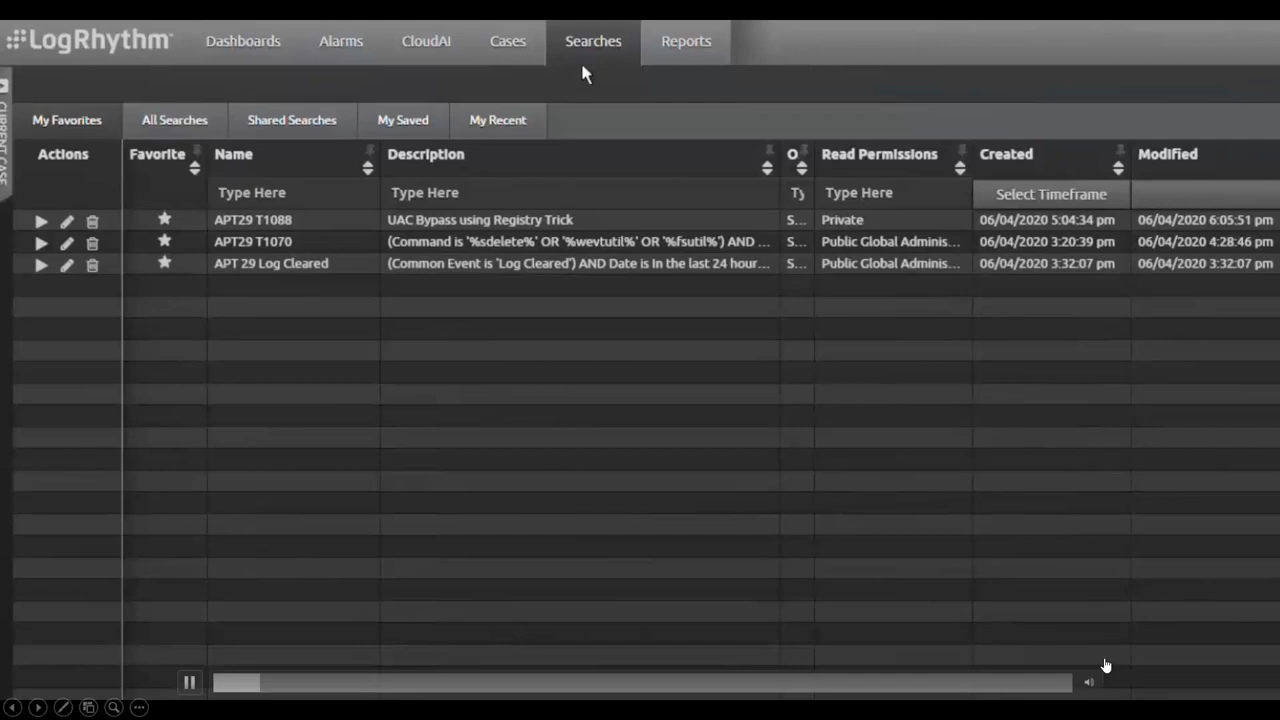 LogRhythm Dashboards Alarms CloudAI Cases Searches Reports
CURRENT CASE
My Favorites All Searches Shared Searches My Saved My Recent
Actions Favorite Name Description O Read Permissions Created Modified
Type Here Type Here Ty Type Here Select Timeframe
APT29 T1088 UAC Bypass using Registry Trick S... Private 06/04/2020 5:04:34 pm 06/04/2020 6:05:51 pm
APT29 T1070 (Command is '%sdelete%' OR '%wevtutil%' OR '%fsutil%') AND ... S... Public Global Adminis... 06/04/2020 3:20:39 pm 06/04/2020 4:28:46 pm
APT 29 Log Cleared (Common Event is 'Log Cleared') AND Date is In the last 24 hour... S... Public Global Adminis... 06/04/2020 3:32:07 pm 06/04/2020 3:32:07 pm